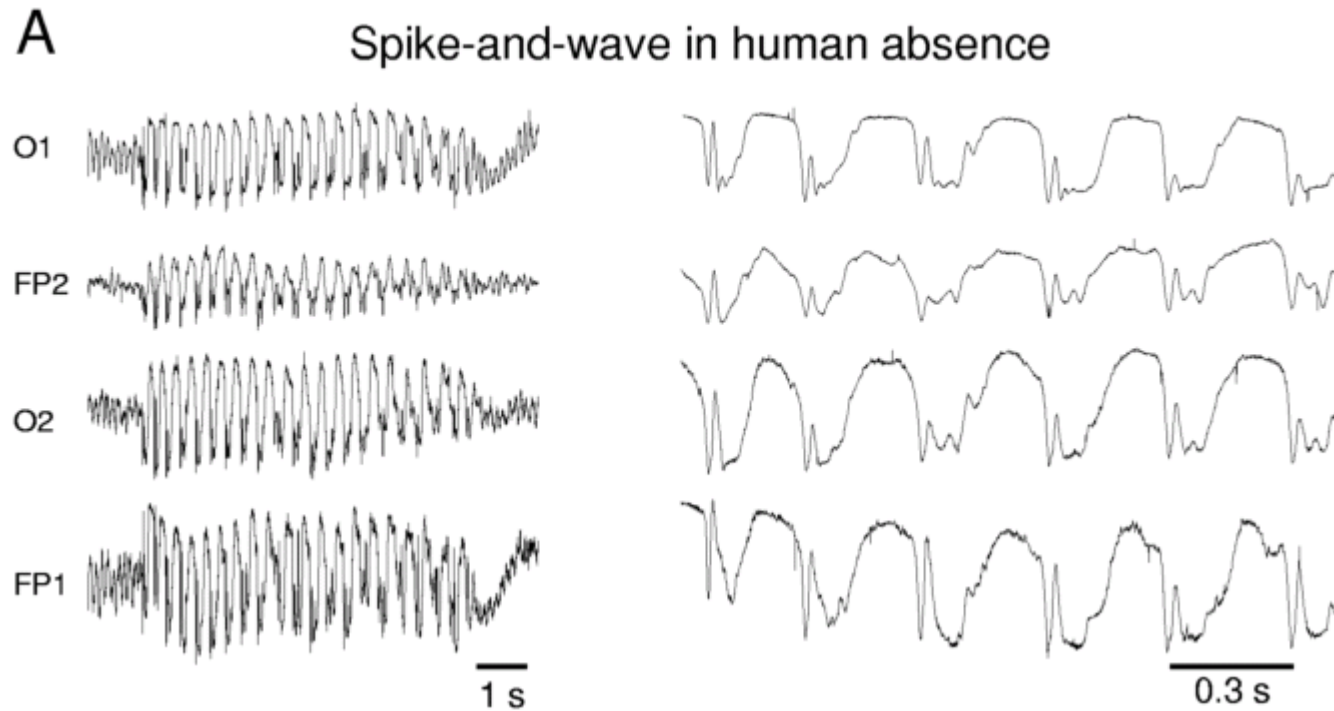 A
Spike-and-wave in human absence
O1
FP2
O2
FP1
1 s
0.3 s